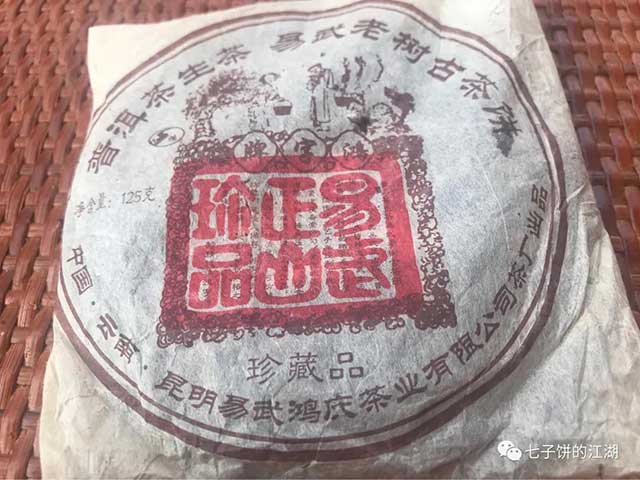 普洱茶生茶 易武老树古茶饼
易武
正山
珍品
净含量：125克
珍藏品
中国·云南·昆明易武鸿庆茶业有限公司茶厂出品
七子饼的江湖